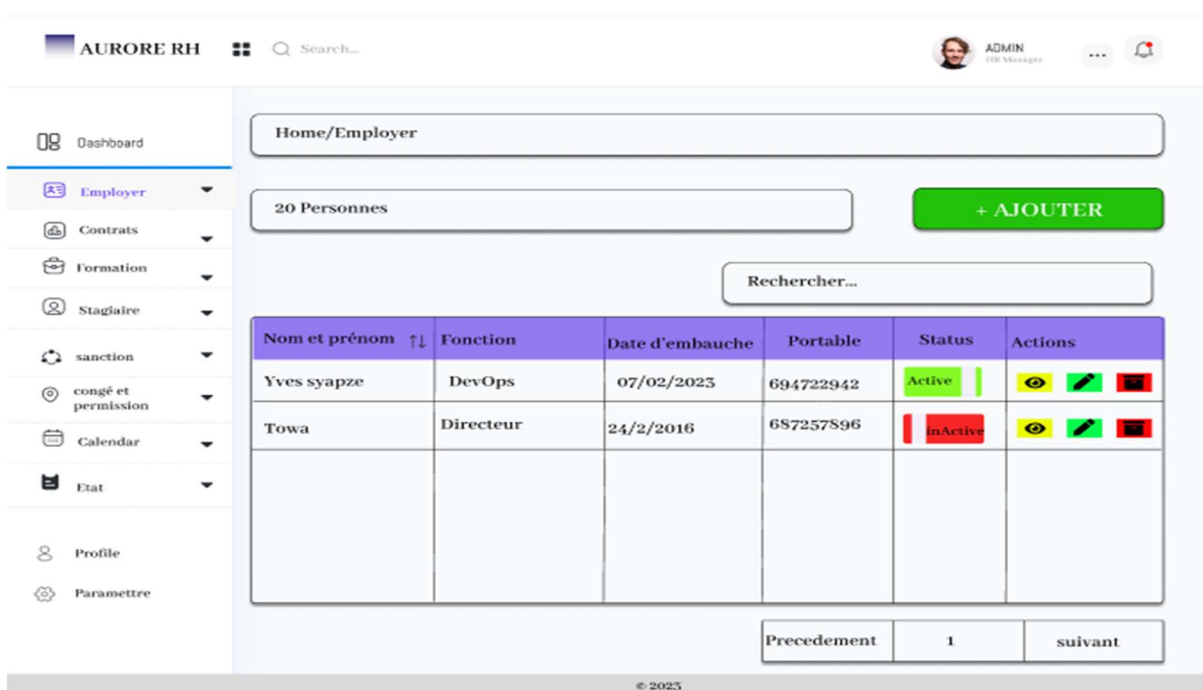 AURORE RH
Search...
ADMIN
HR Manager
...
Dashboard
Employer
Contrats
Formation
Stagiaire
sanction
congé et
permission
Calendar
Etat
Profile
Paramettre
Home/Employer
20 Personnes
+ AJOUTER
Rechercher...
Nom et prénom ↑↓ Fonction Date d'embauche Portable Status Actions
Yves syapze DevOps 07/02/2023 694722942 Active
Towa Directeur 24/2/2016 687257896 inActive
Precedement 1 suivant
© 2023